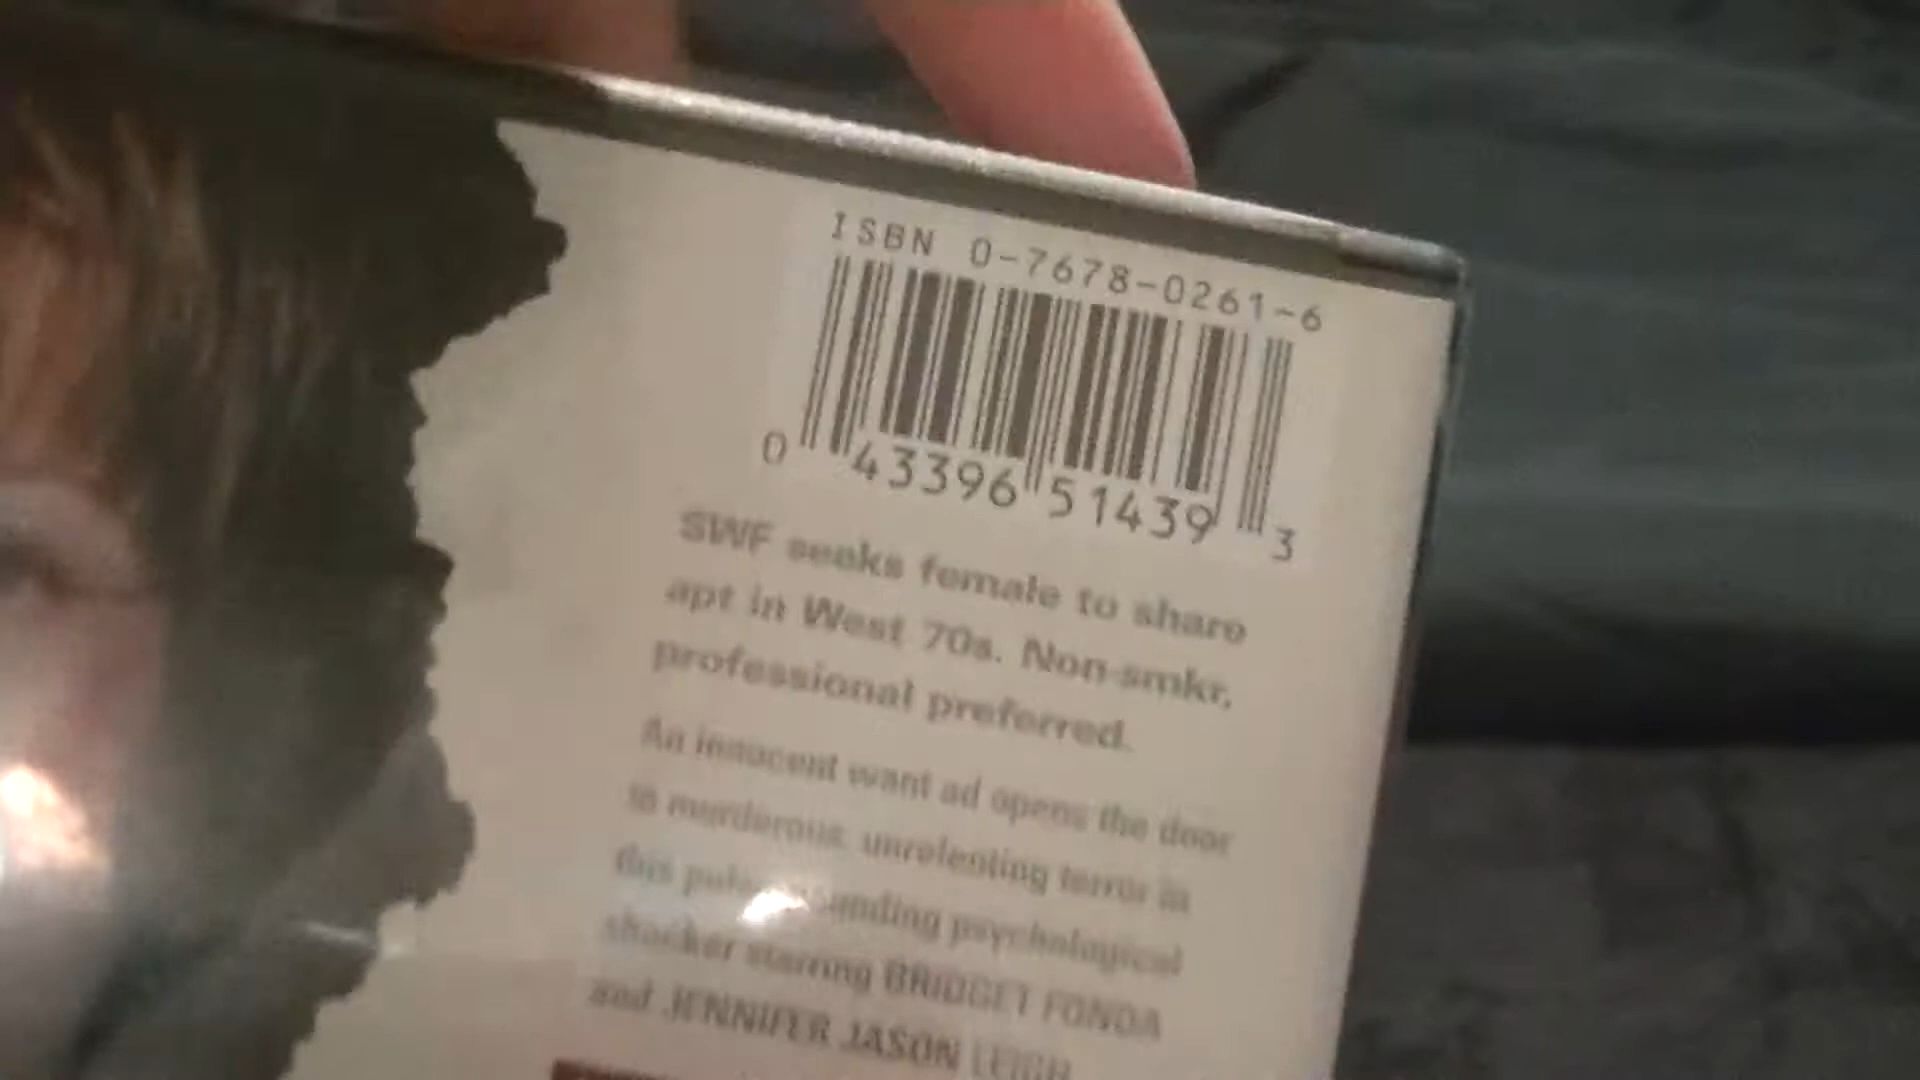 ISBN 0-7678-0261-6
0 43396 51439 3
SWF seeks female to share
apt in West 70s. Non-smkr,
professional preferred.
An innocent want ad opens the door
to murderous, unrelenting terror in
this psychological
shocker starring BRIDGET FONDA
and JENNIFER JASON LEIGH